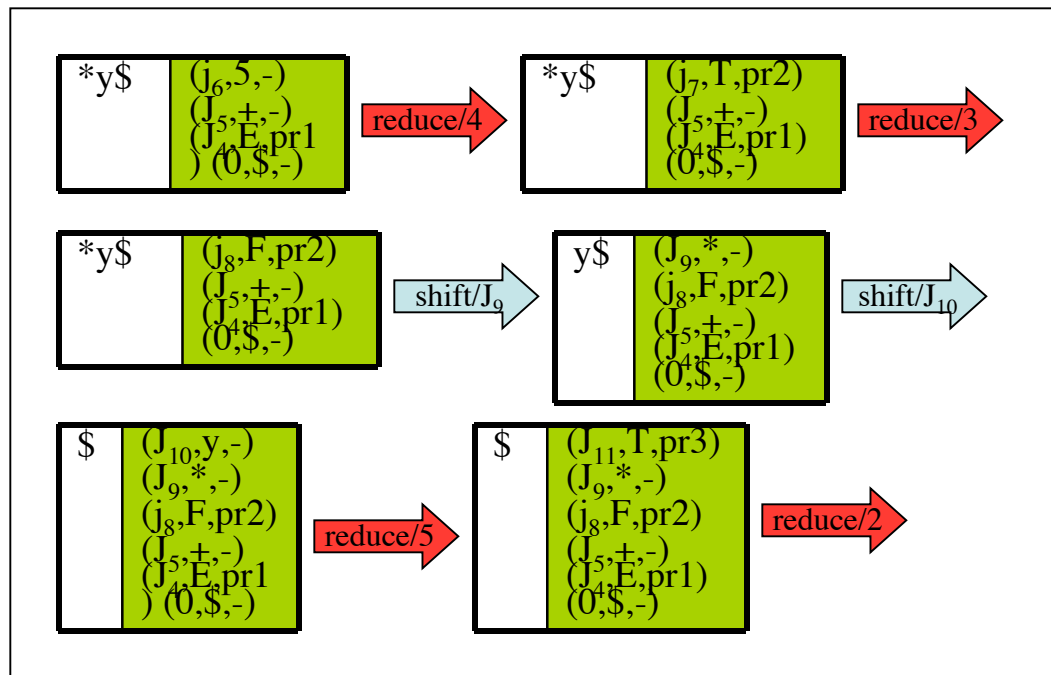 *y$
(j₆,5,-)
(J₅,+,-)
(J₄,E,pr1
) (0,$,-)
reduce/4
*y$
(j₇,T,pr2)
(J₅,+,-)
(J₄,E,pr1)
(0,$,-)
reduce/3
*y$
(j₈,F,pr2)
(J₅,+,-)
(J₄,E,pr1)
(0,$,-)
shift/J₉
y$
(J₉,*,-)
(j₈,F,pr2)
(J₅,+,-)
(J₄,E,pr1)
(0,$,-)
shift/J₁₀
$
(J₁₀,y,-)
(J₉,*,-)
(j₈,F,pr2)
(J₅,+,-)
(J₄,E,pr1
) (0,$,-)
reduce/5
$
(J₁₁,T,pr3)
(J₉,*,-)
(j₈,F,pr2)
(J₅,+,-)
(J₄,E,pr1)
(0,$,-)
reduce/2